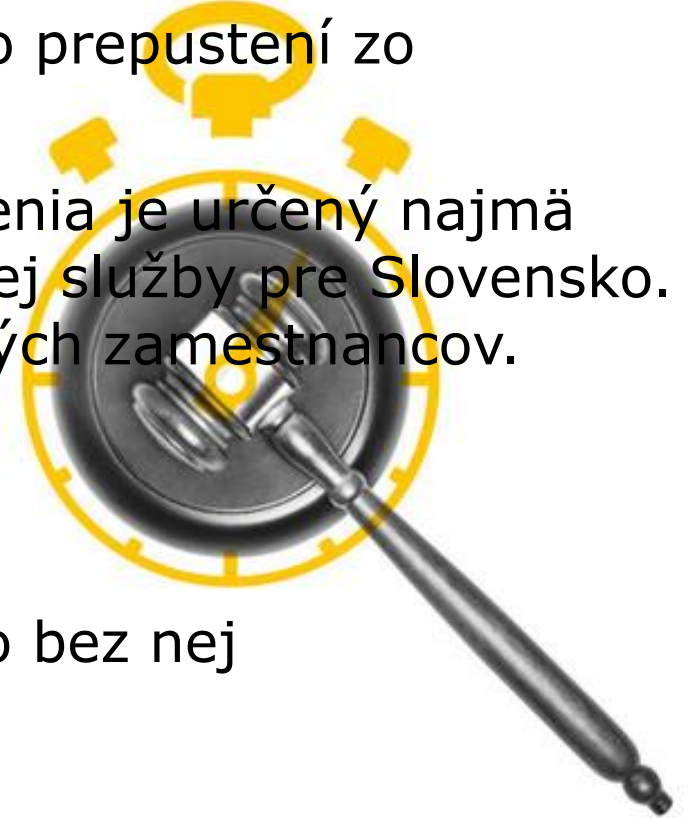 o prepustení zo
enia je určený najmä
ej služby pre Slovensko.
ých zamestnancov.
o bez nej